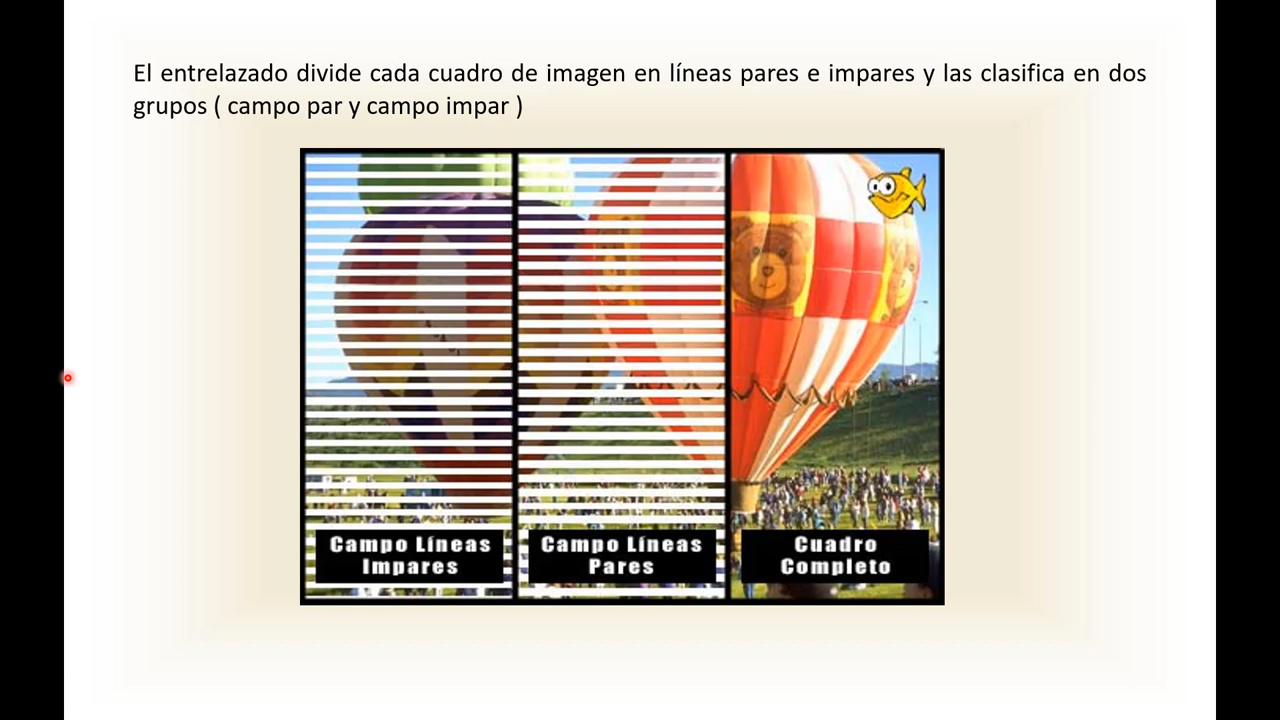 El entrelazado divide cada cuadro de imagen en líneas pares e impares y las clasifica en dos
grupos ( campo par y campo impar )
Campo Líneas
Impares
Campo Líneas
Pares
Cuadro
Completo